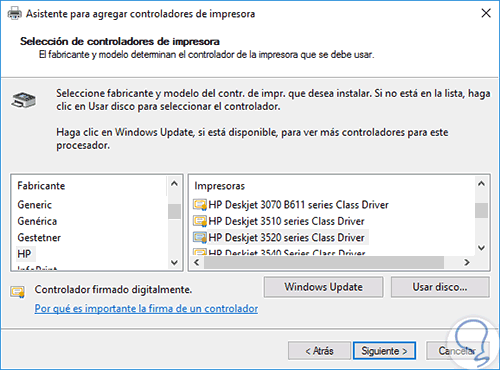 Asistente para agregar controladores de impresora
Selección de controladores de impresora
El fabricante y modelo determinan el controlador de la impresora que se debe usar.
Seleccione fabricante y modelo del contr. de impr. que desea instalar. Si no está en la lista, haga
clic en Usar disco para seleccionar el controlador.
Haga clic en Windows Update, si está disponible, para ver más controladores para este
procesador.
Fabricante
Generic
Genérica
Gestetner
HP
InfoPrint
Impresoras
HP Deskjet 3070 B611 series Class Driver
HP Deskjet 3510 series Class Driver
HP Deskjet 3520 series Class Driver
HP Deskjet 3540 series Class Driver
Controlador firmado digitalmente.
Por qué es importante la firma de un controlador
Windows Update
Usar disco...
< Atrás
Siguiente >
Cancelar